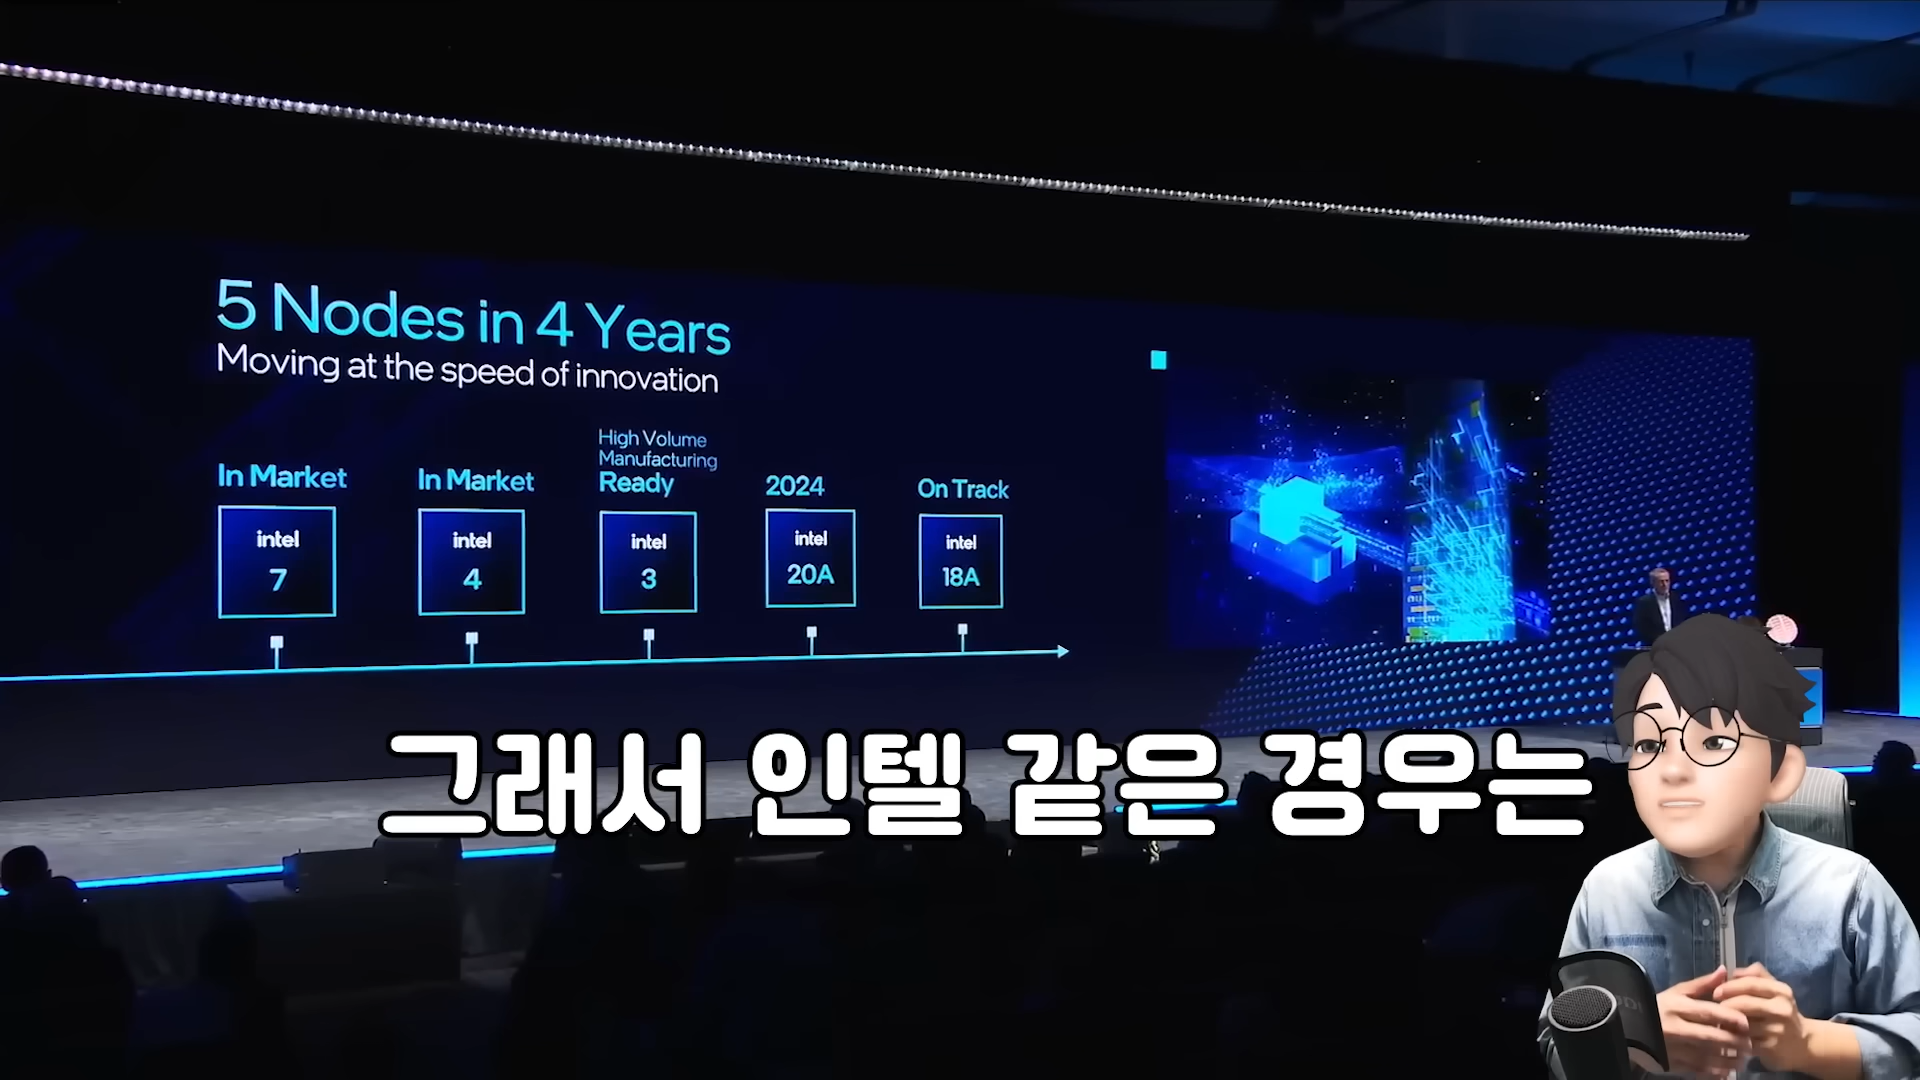 5 Nodes in 4 Years
Moving at the speed of innovation
In Market
intel
7
In Market
intel
4
High Volume
Manufacturing
Ready
intel
3
2024
intel
20A
On Track
intel
18A
그래서 인텔 같은 경우는